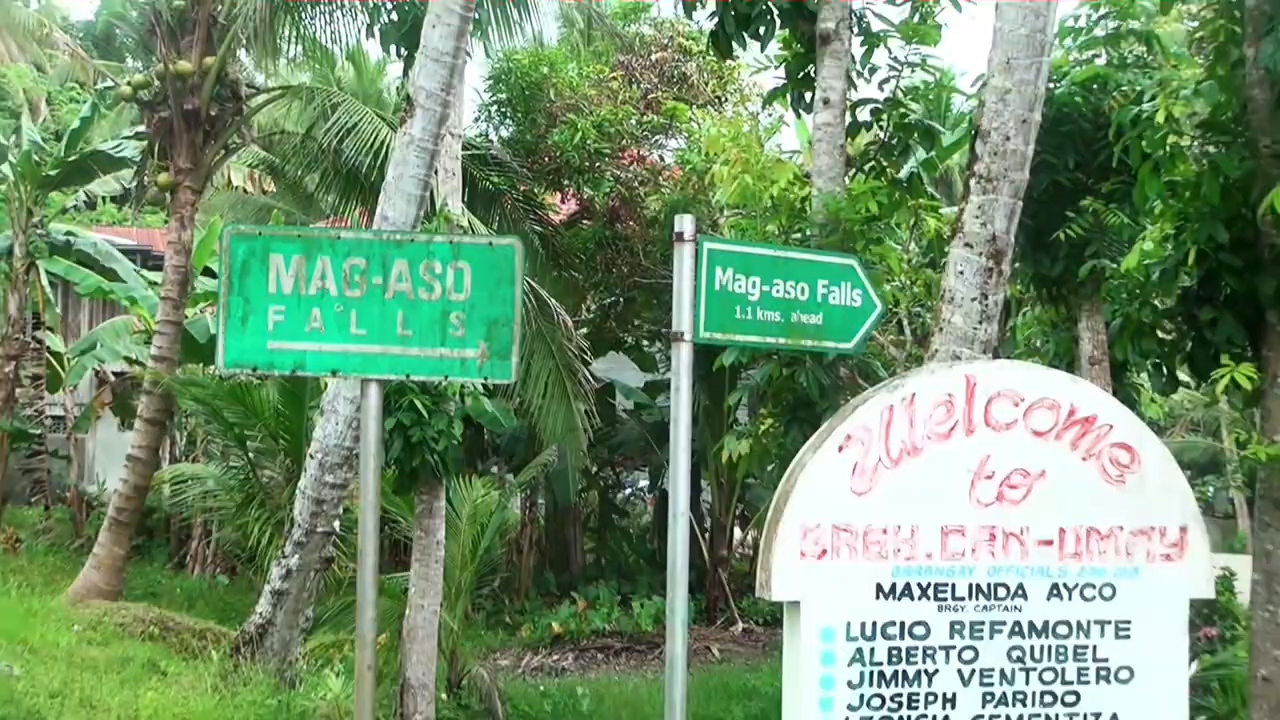 MAG-ASO
FALLS
Mag-aso Falls
1.1 kms. ahead
Welcome
to
BRGY. CAN-UMAY
BARANGAY OFFICIALS
MAXELINDA AYCO
BRGY. CAPTAIN
LUCIO REFAMONTE
ALBERTO QUIBEL
JIMMY VENTOLERO
JOSEPH PARIDO